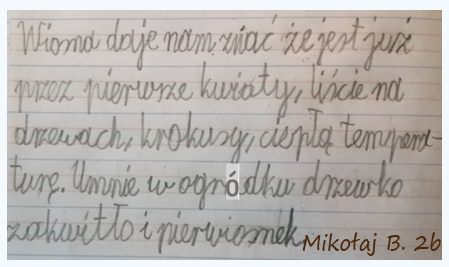 Wiosna daje nam znać że jest już
przez pierwsze kwiaty, liście na
drzewach, krokusy, ciepłą tempera-
turę. Umnie w ogródku drzewko
zakwitło i pierwiosnek
Mikołaj B. 2b